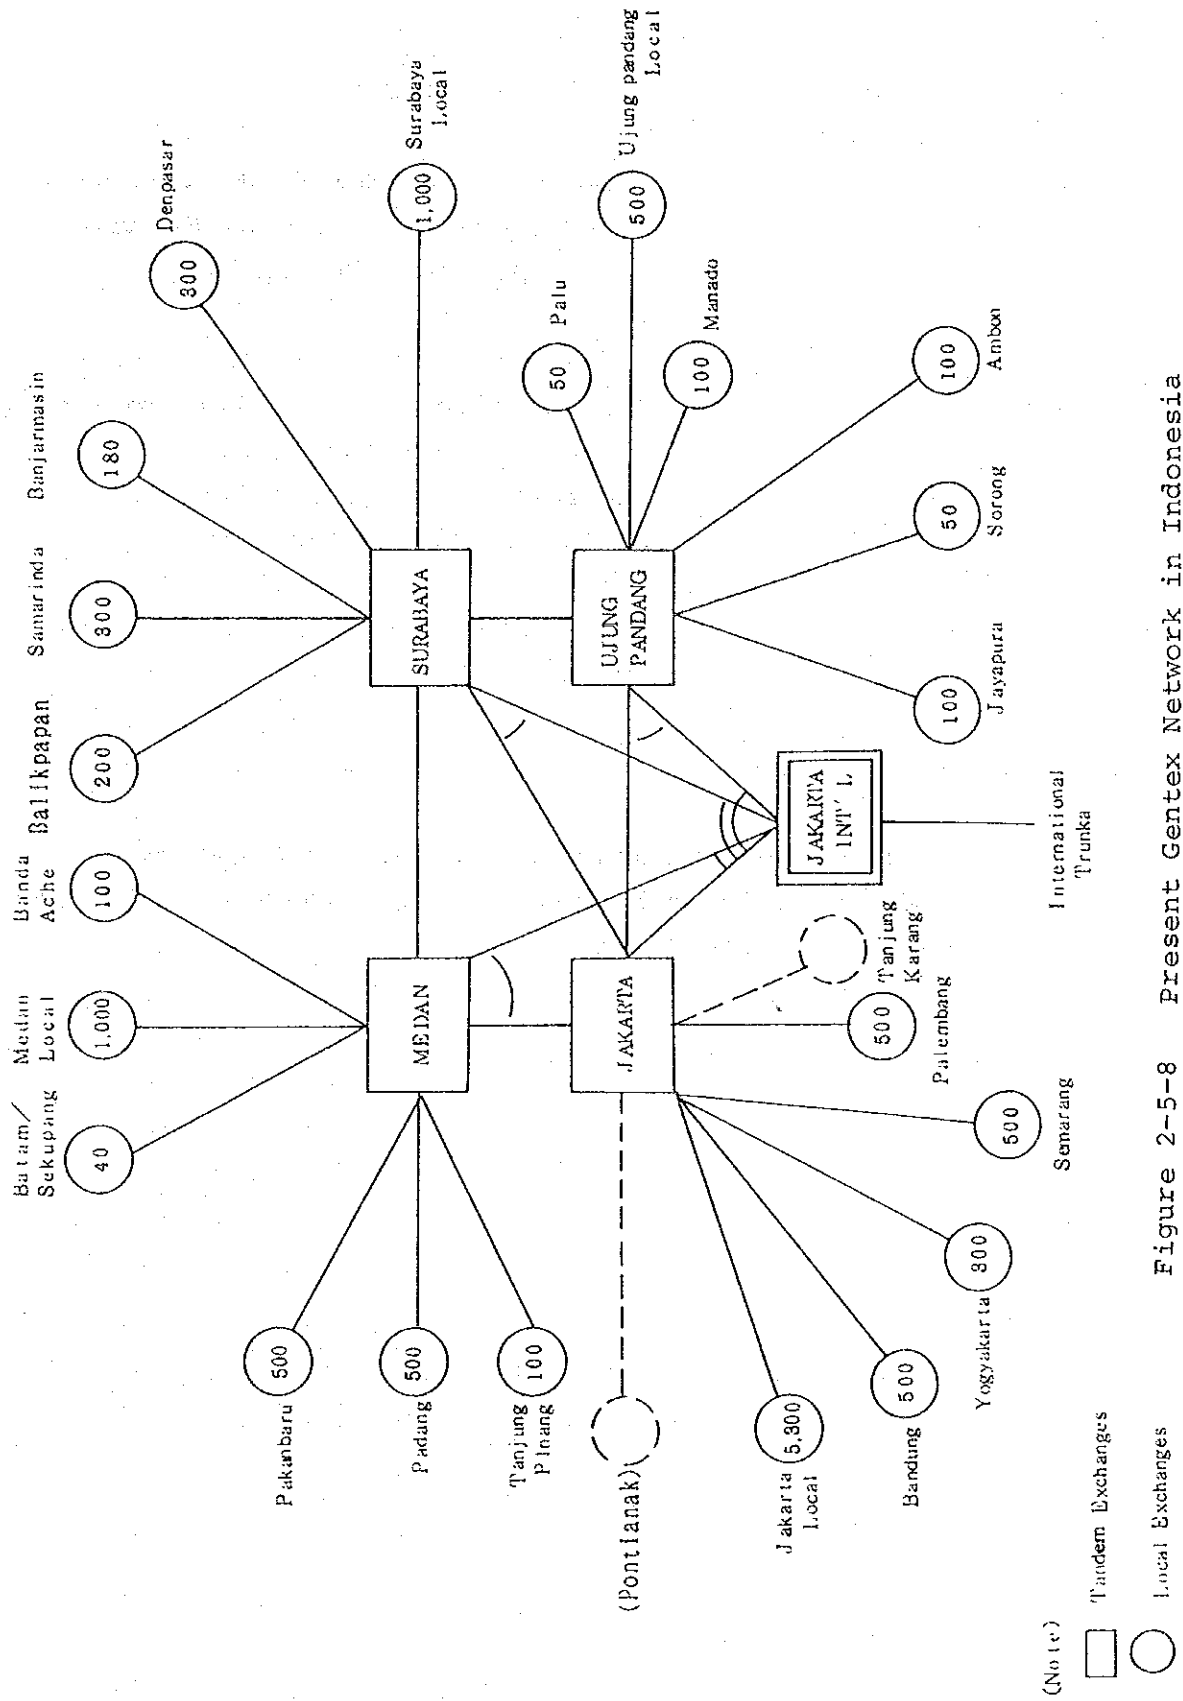 Batam/
Sekupang
40
Medan
Local
1,000
Banda
Ache
100
Balikpapan
200
Samarinda
300
Banjarmasin
180
Denpasar
300
Pakanbaru
500
Padang
500
Tanjung
Pinang
100
MEDAN
SURABAYA
1,000
Surabaya
Local
(Pontianak)
JAKARTA
UJUNG
PANDANG
50
Palu
500
Ujung pandang
Local
100
Manado
Jakarta
Local
5,300
Bandung
500
Yogyakarta
300
Semarang
500
Palembang
500
Tanjung
Karang
JAKARTA
INT' L
International
Trunka
Jayapura
100
Sorong
50
Ambon
100
(Note)
Tandem Exchanges
Local Exchanges
Figure 2-5-8 Present Gentex Network in Indonesia